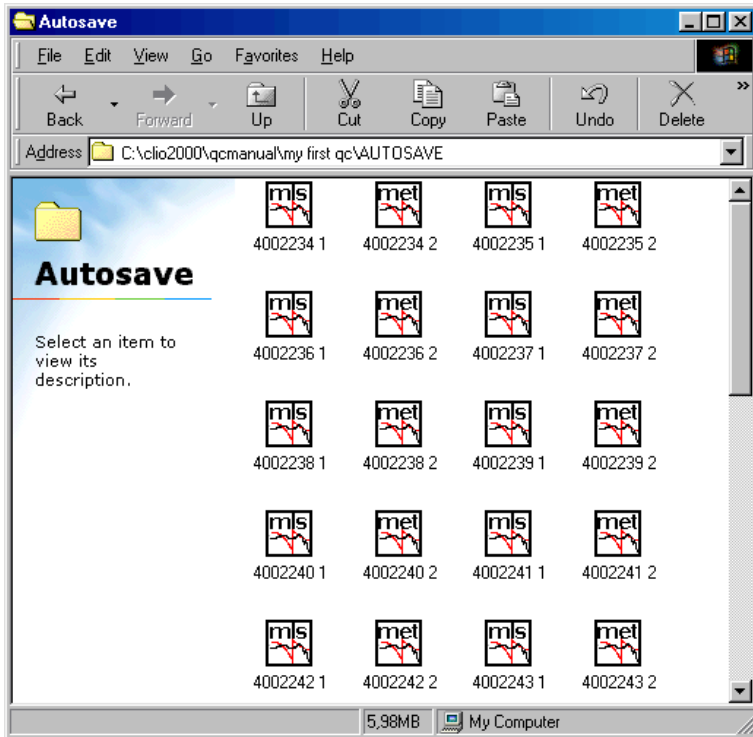 Autosave
File Edit View Go Favorites Help
Back Forward Up Cut Copy Paste Undo Delete »
Address C:\clio2000\qcmanual\my first qc\AUTOSAVE
mls met mls met
4002234 1 4002234 2 4002235 1 4002235 2
Autosave
mls met mls met
Select an item to
view its
description.
4002236 1 4002236 2 4002237 1 4002237 2
mls met mls met
4002238 1 4002238 2 4002239 1 4002239 2
mls met mls met
4002240 1 4002240 2 4002241 1 4002241 2
mls met mls met
4002242 1 4002242 2 4002243 1 4002243 2
5,98MB My Computer